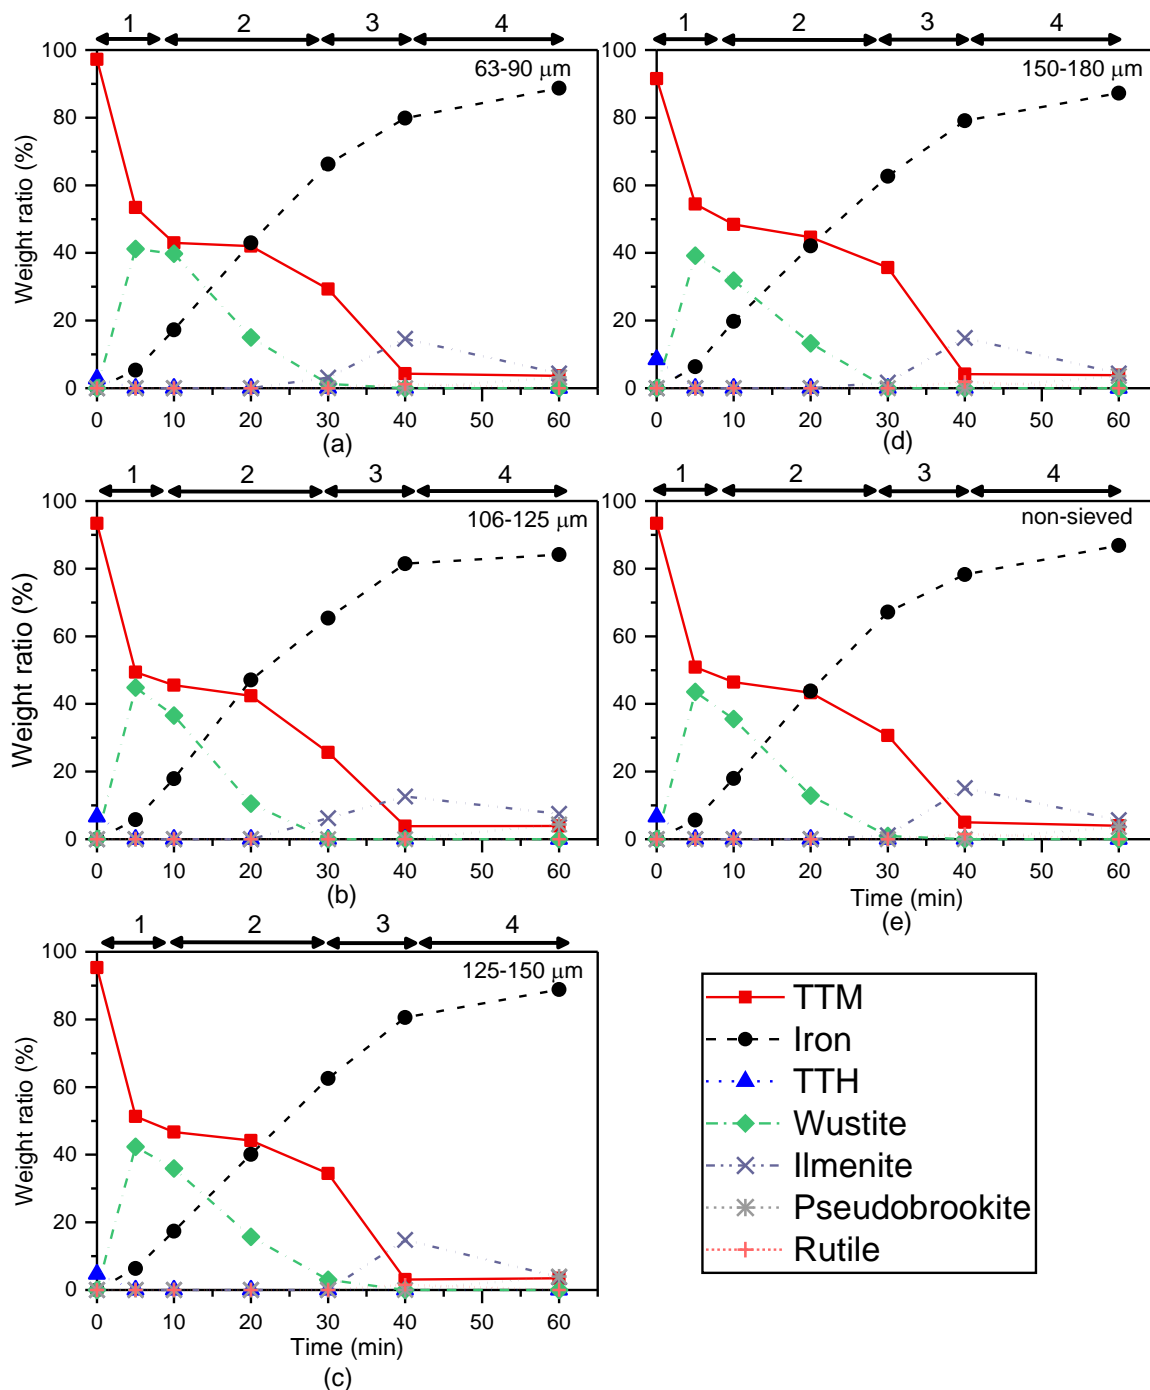 1 2 3 4
63-90 μm
Weight ratio (%)
100
80
60
40
20
0
0 10 20 30 40 50 60
(a)
1 2 3 4
150-180 μm
100
80
60
40
20
0
0 10 20 30 40 50 60
(d)
1 2 3 4
106-125 μm
Weight ratio (%)
100
80
60
40
20
0
0 10 20 30 40 50 60
(b)
1 2 3 4
non-sieved
100
80
60
40
20
0
0 10 20 30 40 50 60
Time (min)
(e)
1 2 3 4
125-150 μm
Weight ratio (%)
100
80
60
40
20
0
0 10 20 30 40 50 60
Time (min)
(c)
TTM
Iron
TTH
Wustite
Ilmenite
Pseudobrookite
Rutile